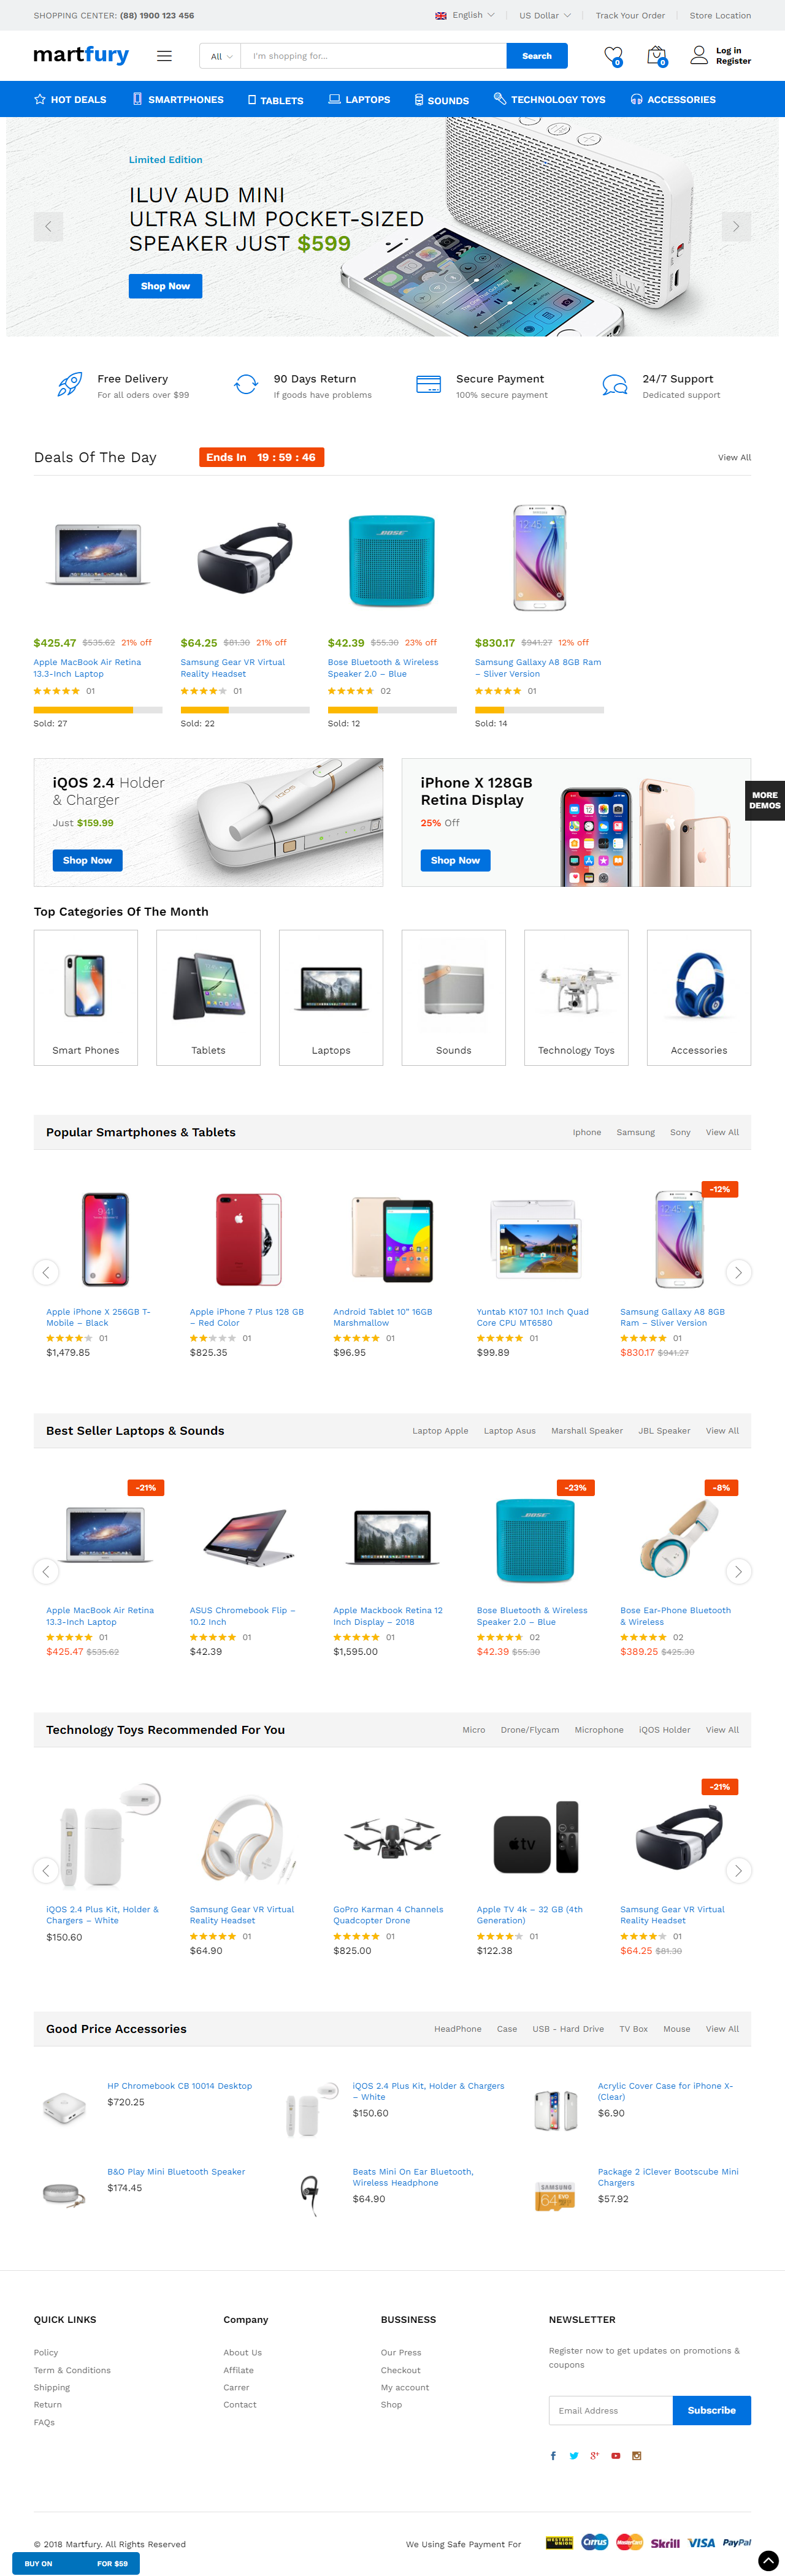 SHOPPING CENTER: (88) 1900 123 456
English
US Dollar
Track Your Order
Store Location
martfury
All
I'm shopping for...
Search
0
0
Log in
Register
HOT DEALS
SMARTPHONES
TABLETS
LAPTOPS
SOUNDS
TECHNOLOGY TOYS
ACCESSORIES
Limited Edition
ILUV AUD MINI
ULTRA SLIM POCKET-SIZED
SPEAKER JUST $599
Shop Now
iLuv
Free Delivery
For all oders over $99
90 Days Return
If goods have problems
Secure Payment
100% secure payment
24/7 Support
Dedicated support
Deals Of The Day
Ends In 19 : 59 : 46
View All
BOSE
$425.47 $535.62 21% off
Apple MacBook Air Retina
13.3-Inch Laptop
01
Sold: 27
$64.25 $81.30 21% off
Samsung Gear VR Virtual
Reality Headset
01
Sold: 22
$42.39 $55.30 23% off
Bose Bluetooth & Wireless
Speaker 2.0 – Blue
02
Sold: 12
$830.17 $941.27 12% off
Samsung Gallaxy A8 8GB Ram
– Sliver Version
01
Sold: 14
iQOS 2.4 Holder
& Charger
Just $159.99
Shop Now
iPhone X 128GB
Retina Display
25% Off
Shop Now
MORE
DEMOS
Top Categories Of The Month
Smart Phones
Tablets
Laptops
Sounds
Technology Toys
Accessories
Popular Smartphones & Tablets
Iphone
Samsung
Sony
View All
-12%
Apple iPhone X 256GB T-
Mobile – Black
01
$1,479.85
Apple iPhone 7 Plus 128 GB
– Red Color
01
$825.35
Android Tablet 10" 16GB
Marshmallow
01
$96.95
Yuntab K107 10.1 Inch Quad
Core CPU MT6580
01
$99.89
Samsung Gallaxy A8 8GB
Ram – Sliver Version
01
$830.17 $941.27
Best Seller Laptops & Sounds
Laptop Apple
Laptop Asus
Marshall Speaker
JBL Speaker
View All
-21%
-23%
-8%
BOSE
Apple MacBook Air Retina
13.3-Inch Laptop
01
$425.47 $535.62
ASUS Chromebook Flip –
10.2 Inch
01
$42.39
Apple Mackbook Retina 12
Inch Display – 2018
01
$1,595.00
Bose Bluetooth & Wireless
Speaker 2.0 – Blue
02
$42.39 $55.30
Bose Ear-Phone Bluetooth
& Wireless
02
$389.25 $425.30
Technology Toys Recommended For You
Micro
Drone/Flycam
Microphone
iQOS Holder
View All
-21%
tv
iQOS 2.4 Plus Kit, Holder &
Chargers – White
$150.60
Samsung Gear VR Virtual
Reality Headset
01
$64.90
GoPro Karman 4 Channels
Quadcopter Drone
01
$825.00
Apple TV 4k – 32 GB (4th
Generation)
01
$122.38
Samsung Gear VR Virtual
Reality Headset
01
$64.25 $81.30
Good Price Accessories
HeadPhone
Case
USB - Hard Drive
TV Box
Mouse
View All
HP Chromebook CB 10014 Desktop
$720.25
iQOS 2.4 Plus Kit, Holder & Chargers
– White
$150.60
Acrylic Cover Case for iPhone X-
(Clear)
$6.90
B&O Play Mini Bluetooth Speaker
$174.45
Beats Mini On Ear Bluetooth,
Wireless Headphone
$64.90
SAMSUNG
64 EVO
Package 2 iClever Bootscube Mini
Chargers
$57.92
QUICK LINKS
Policy
Term & Conditions
Shipping
Return
FAQs
Company
About Us
Affilate
Carrer
Contact
BUSSINESS
Our Press
Checkout
My account
Shop
NEWSLETTER
Register now to get updates on promotions &
coupons
Email Address
Subscribe
© 2018 Martfury. All Rights Reserved
We Using Safe Payment For
WESTERN UNION
Cirrus
MasterCard
Skrill
VISA
PayPal
BUY ON
FOR $59